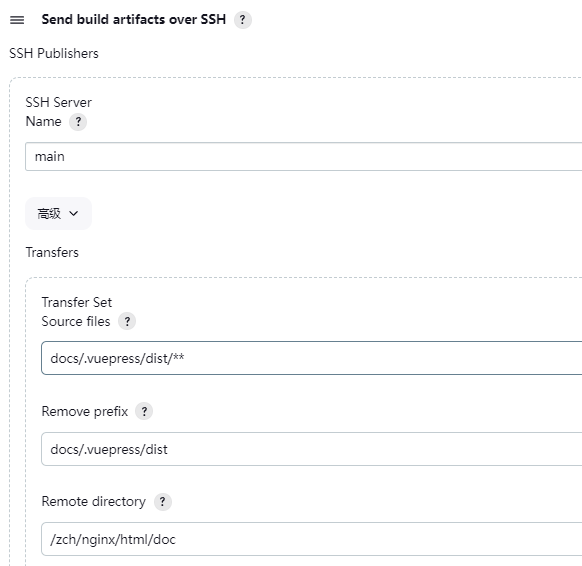 Send build artifacts over SSH ?
SSH Publishers
SSH Server
Name ?
main
高级
Transfers
Transfer Set
Source files ?
docs/.vuepress/dist/**
Remove prefix ?
docs/.vuepress/dist
Remote directory ?
/zch/nginx/html/doc